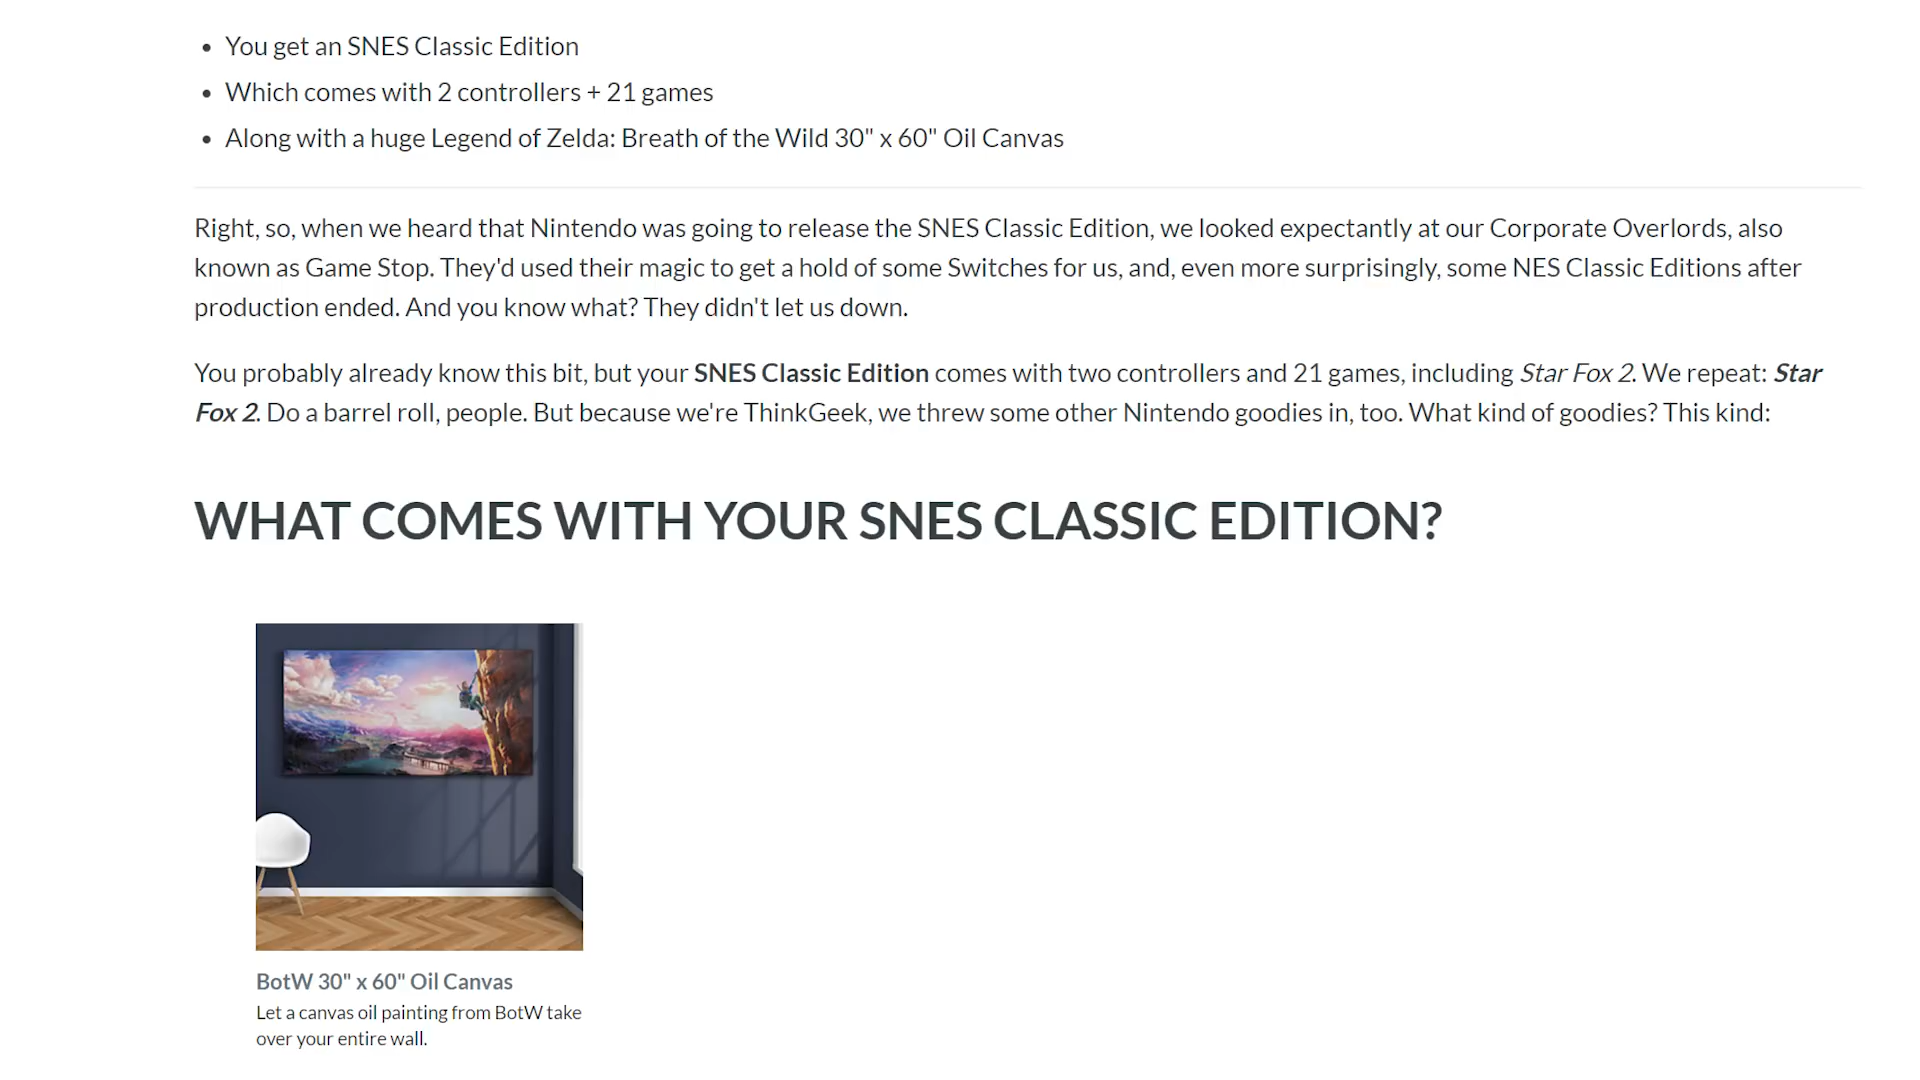 You get an SNES Classic Edition
Which comes with 2 controllers + 21 games
Along with a huge Legend of Zelda: Breath of the Wild 30" x 60" Oil Canvas
Right, so, when we heard that Nintendo was going to release the SNES Classic Edition, we looked expectantly at our Corporate Overlords, also
known as Game Stop. They'd used their magic to get a hold of some Switches for us, and, even more surprisingly, some NES Classic Editions after
production ended. And you know what? They didn't let us down.
You probably already know this bit, but your SNES Classic Edition comes with two controllers and 21 games, including Star Fox 2. We repeat: Star
Fox 2. Do a barrel roll, people. But because we're ThinkGeek, we threw some other Nintendo goodies in, too. What kind of goodies? This kind:
WHAT COMES WITH YOUR SNES CLASSIC EDITION?
BotW 30" x 60" Oil Canvas
Let a canvas oil painting from BotW take
over your entire wall.